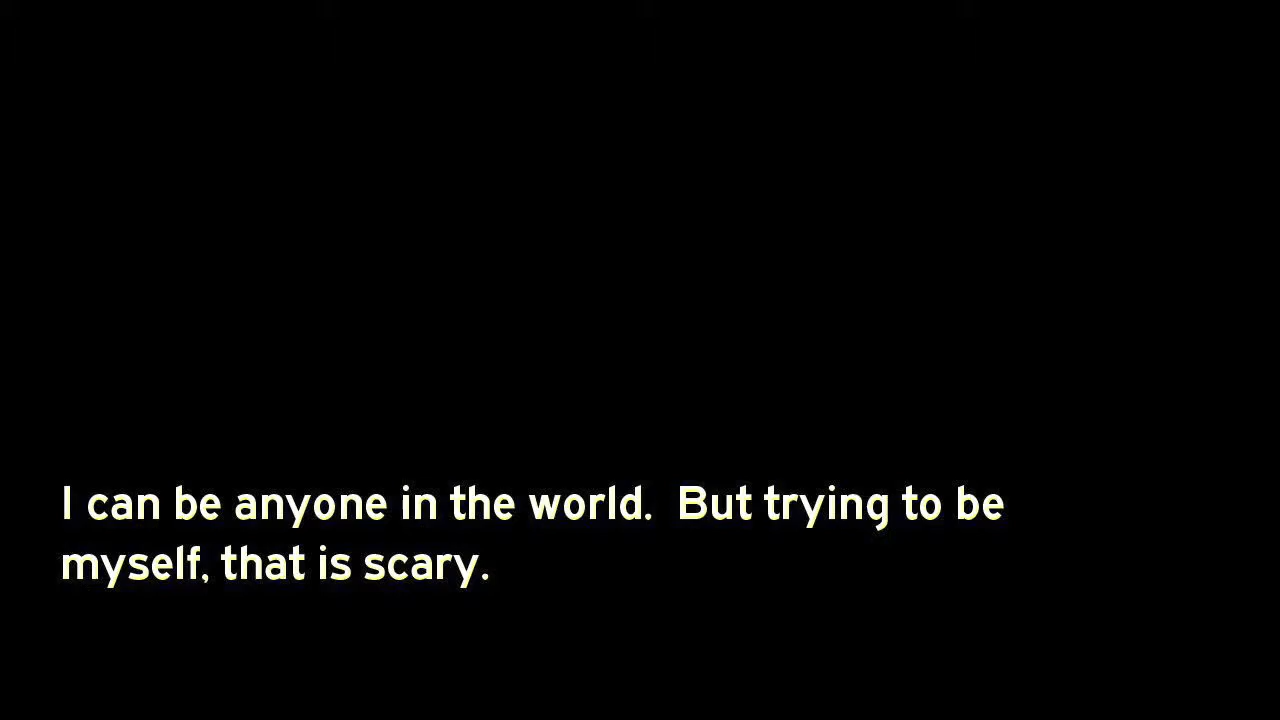 I can be anyone in the world.  But trying to be
myself, that is scary.